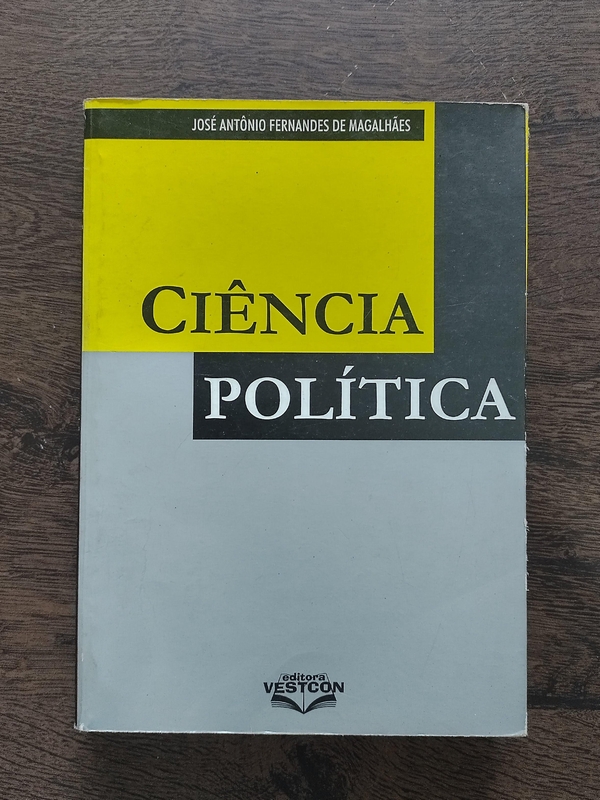 JOSÉ ANTÔNIO FERNANDES DE MAGALHÃES
CIÊNCIA
POLÍTICA
editora
VESTCON